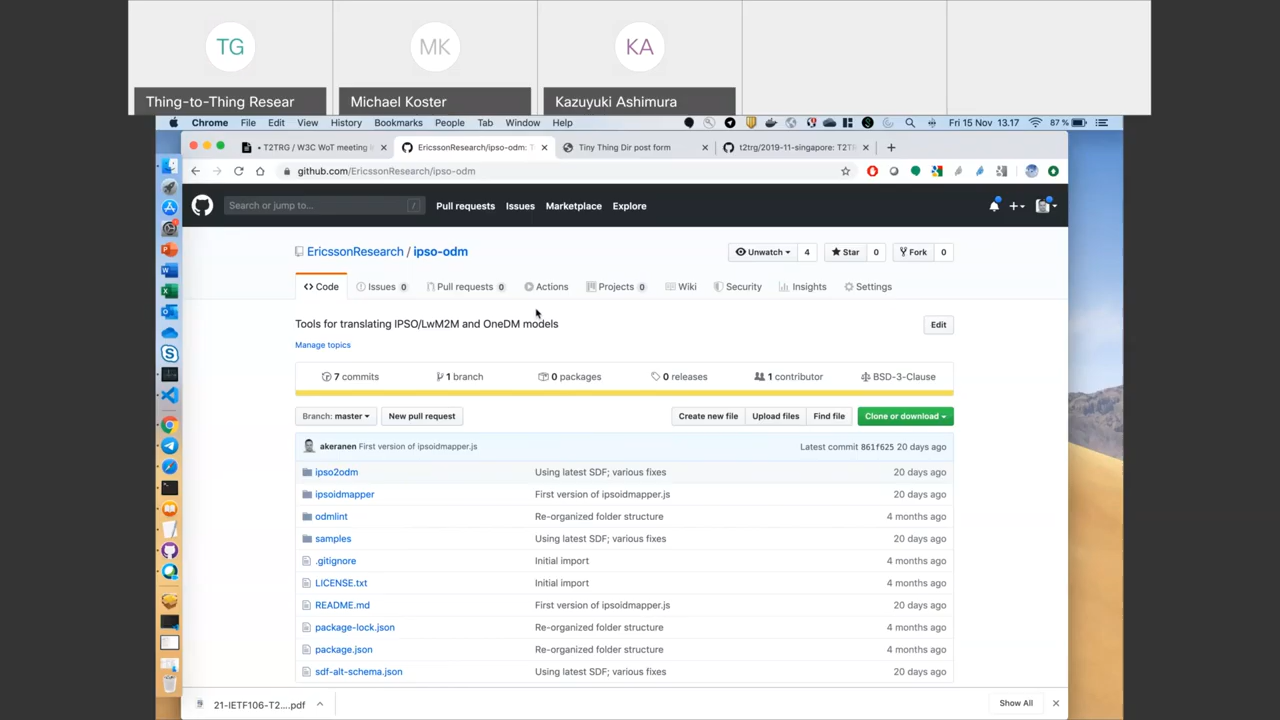 TG MK KA
Thing-to-Thing Resear Michael Koster Kazuyuki Ashimura
Chrome File Edit View History Bookmarks People Tab Window Help Fri 15 Nov 13.17 87 %
• T2TRG / W3C WoT meeting EricssonResearch/ipso-odm: T Tiny Thing Dir post form t2trg/2019-11-singapore: T2TR
github.com/EricssonResearch/ipso-odm
Search or jump to... / Pull requests Issues Marketplace Explore
EricssonResearch / ipso-odm Unwatch 4 Star 0 Fork 0
<> Code Issues 0 Pull requests 0 Actions Projects 0 Wiki Security Insights Settings
Tools for translating IPSO/LwM2M and OneDM models Edit
Manage topics
7 commits 1 branch 0 packages 0 releases 1 contributor BSD-3-Clause
Branch: master New pull request Create new file Upload files Find file Clone or download
akeranen First version of ipsoidmapper.js Latest commit 861f625 20 days ago
ipso2odm Using latest SDF; various fixes 20 days ago
ipsoidmapper First version of ipsoidmapper.js 20 days ago
odmlint Re-organized folder structure 4 months ago
samples Using latest SDF; various fixes 20 days ago
.gitignore Initial import 4 months ago
LICENSE.txt Initial import 4 months ago
README.md First version of ipsoidmapper.js 20 days ago
package-lock.json Re-organized folder structure 4 months ago
package.json Re-organized folder structure 4 months ago
sdf-alt-schema.json Using latest SDF; various fixes 20 days ago
21-IETF106-T2....pdf Show All